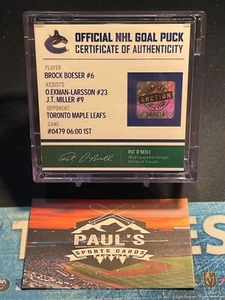 OFFICIAL NHL GOAL PUCK
CERTIFICATE OF AUTHENTICITY
PLAYER
BROCK BOESER #6
ASSISTS
O.EKMAN-LARSSON #23
J.T. MILLER #9
OPPONENT
TORONTO MAPLE LEAFS
#0479 06:00 1ST
AUCTION
PAT O'NEILL
PAUL'S
SPORTS CARDS